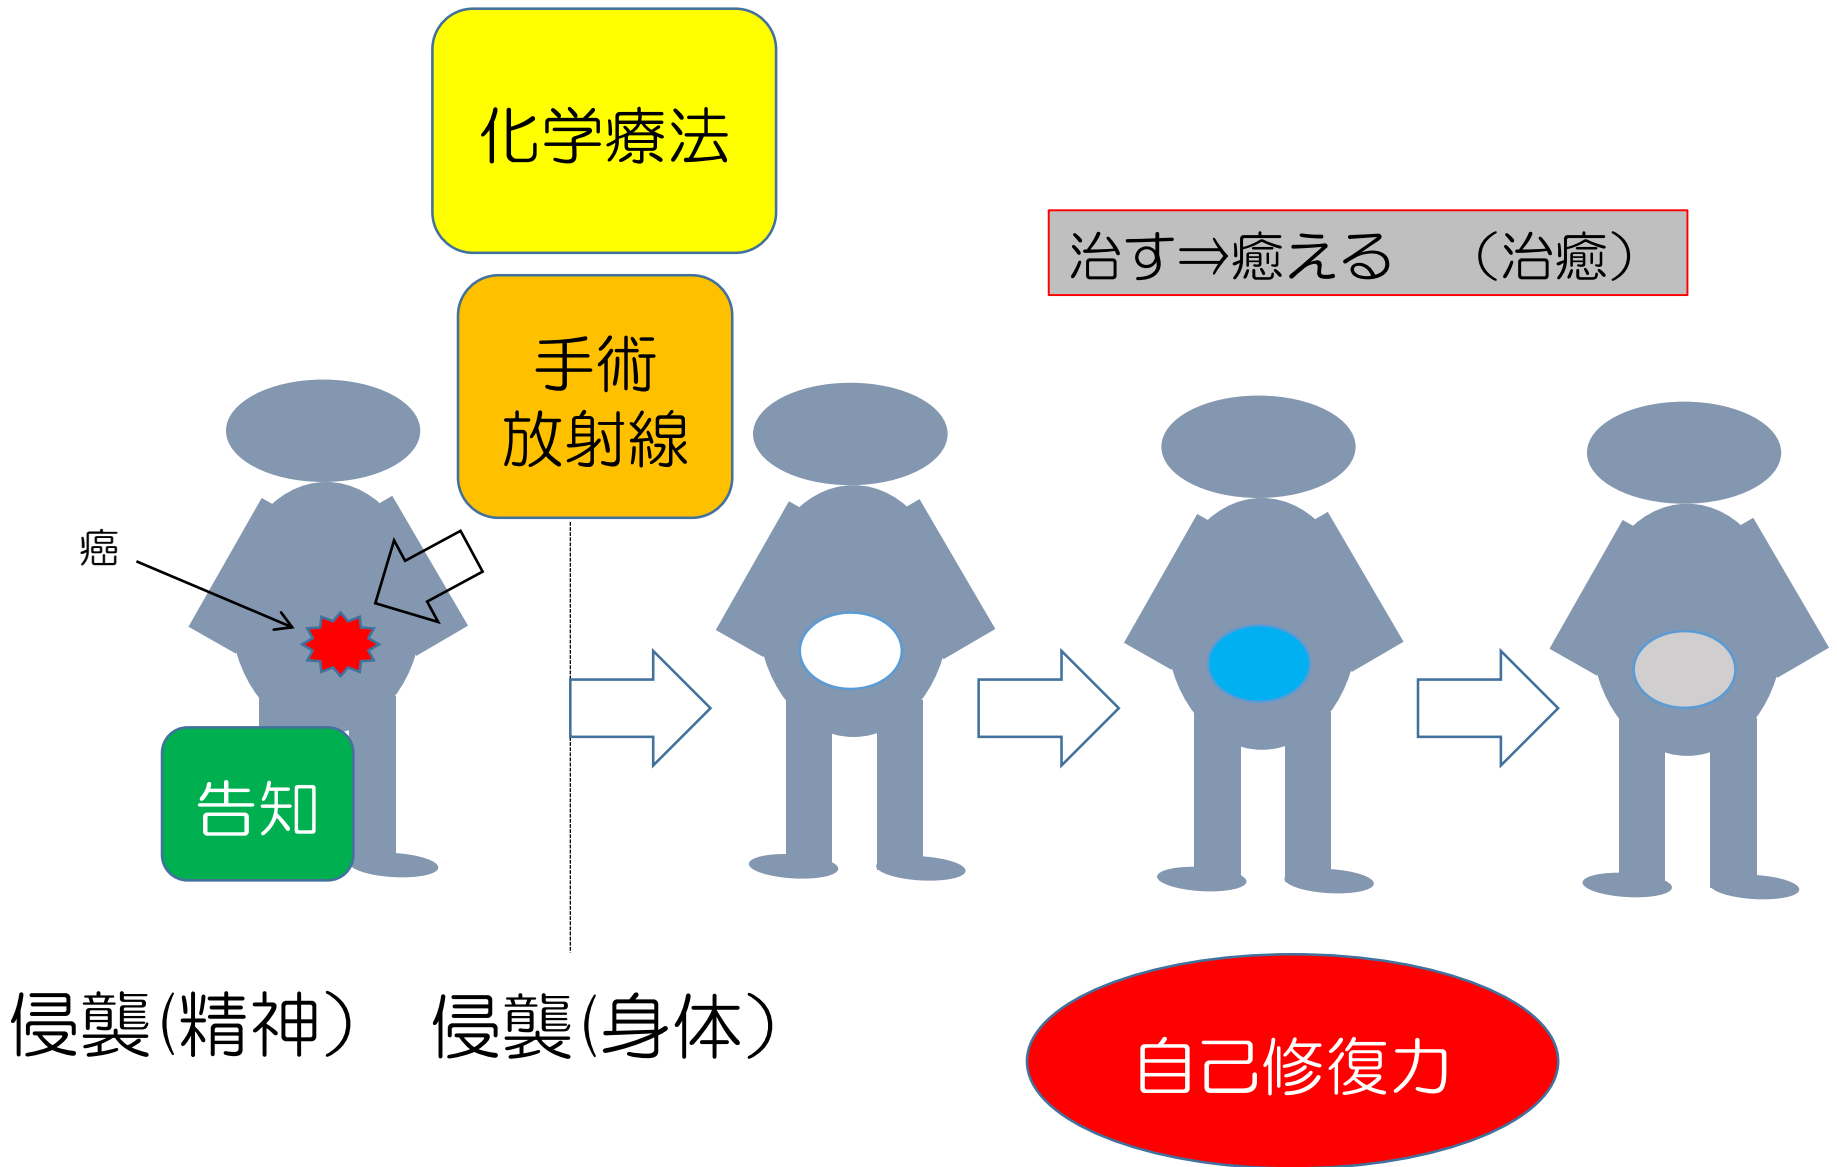 化学療法
治す⇒癒える　（治癒）
手術
放射線
癌
告知
侵襲(精神）
侵襲(身体）
自己修復力